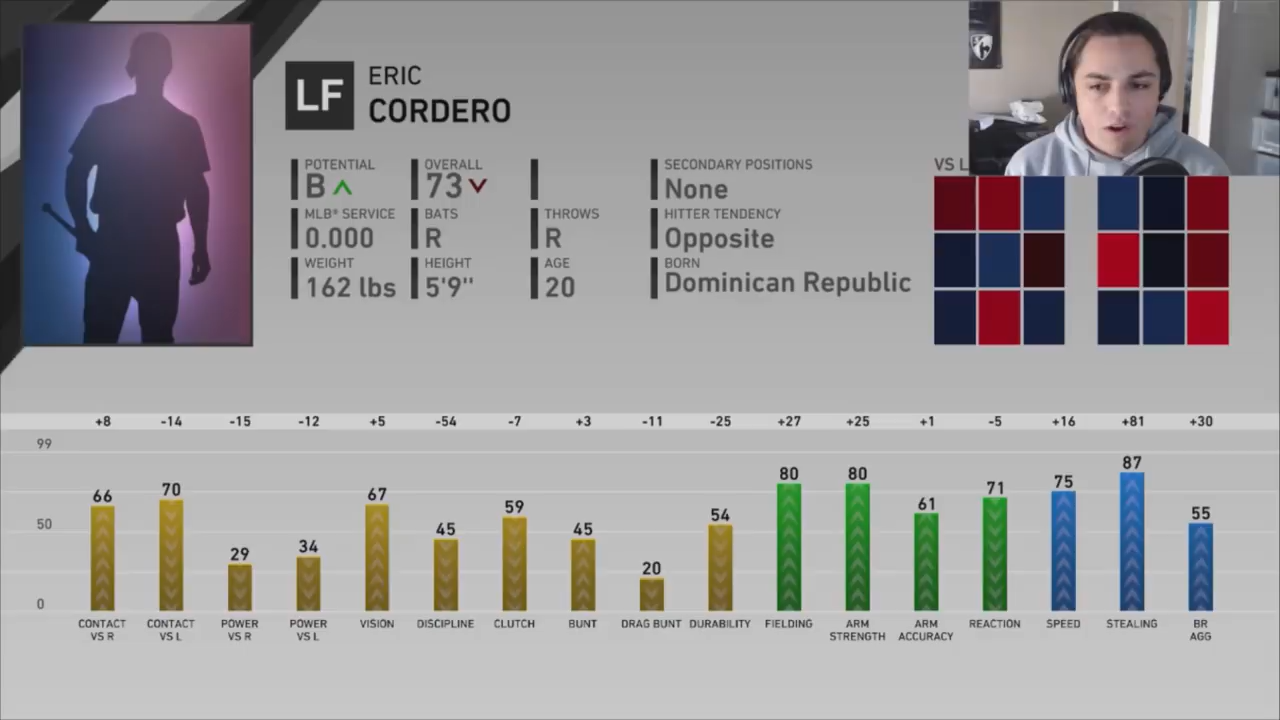 LF
ERIC
CORDERO
POTENTIAL
B
OVERALL
73
SECONDARY POSITIONS
None
MLB® SERVICE
0.000
BATS
R
THROWS
R
HITTER TENDENCY
Opposite
WEIGHT
162 lbs
HEIGHT
5'9"
AGE
20
BORN
Dominican Republic
VS L
+8 -14 -15 -12 +5 -54 -7 +3 -11 -25 +27 +25 +1 -5 +16 +81 +30
99
50
0
66 70 29 34 67 45 59 45 20 54 80 80 61 71 75 87 55
CONTACT VS R
CONTACT VS L
POWER VS R
POWER VS L
VISION
DISCIPLINE
CLUTCH
BUNT
DRAG BUNT
DURABILITY
FIELDING
ARM STRENGTH
ARM ACCURACY
REACTION
SPEED
STEALING
BR AGG